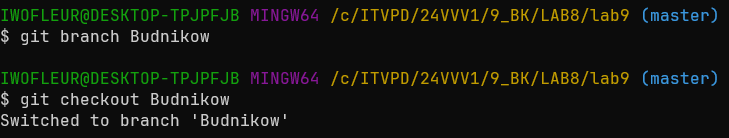 IWOFLEUR@DESKTOP-TPJPFJB MINGW64 /c/ITVPD/24VVV1/9_BK/LAB8/lab9 (master)
$ git branch Budnikow
IWOFLEUR@DESKTOP-TPJPFJB MINGW64 /c/ITVPD/24VVV1/9_BK/LAB8/lab9 (master)
$ git checkout Budnikow
Switched to branch 'Budnikow'